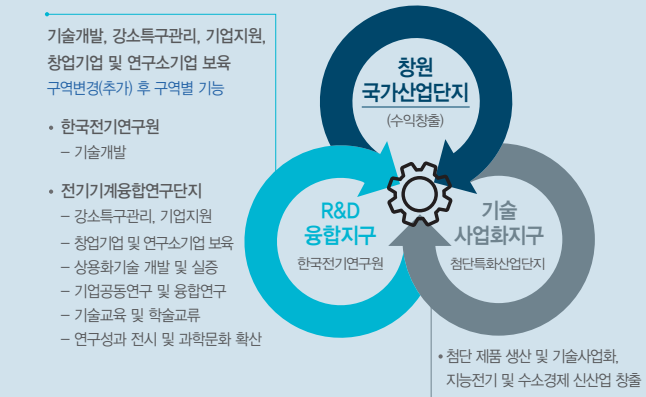 기술개발, 강소특구관리, 기업지원,
창업기업 및 연구소기업 보육
구역변경(추가) 후 구역별 기능
• 한국전기연구원
– 기술개발
• 전기기계융합연구단지
– 강소특구관리, 기업지원
– 창업기업 및 연구소기업 보육
– 상용화기술 개발 및 실증
– 기업공동연구 및 융합연구
– 기술교육 및 학술교류
– 연구성과 전시 및 과학문화 확산
창원
국가산업단지
(수익창출)
R&D
융합지구
한국전기연구원
기술
사업화지구
첨단특화산업단지
• 첨단 제품 생산 및 기술사업화,
지능전기 및 수소경제 신산업 창출